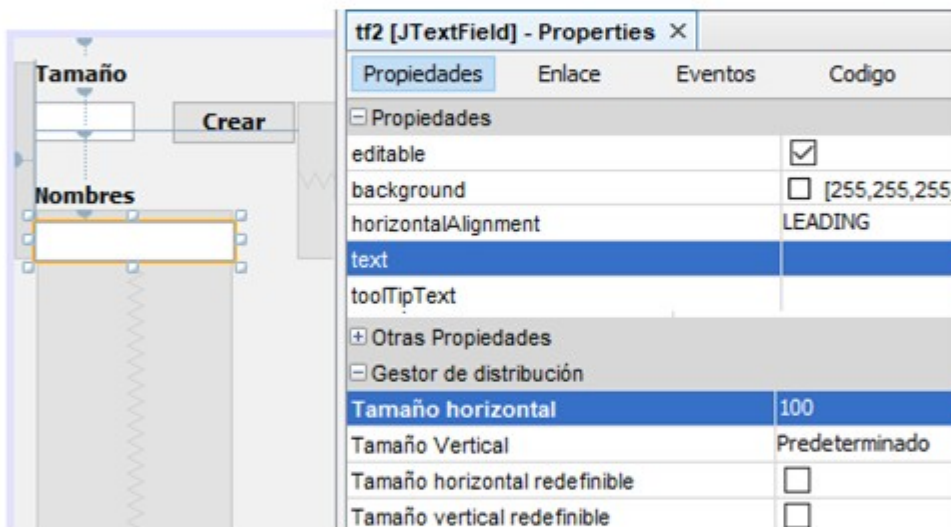 Tamaño
Crear
Nombres
tf2 [JTextField] - Properties ×
Propiedades Enlace Eventos Codigo
Propiedades
editable
background [255,255,255]
horizontalAlignment LEADING
text
toolTipText
Otras Propiedades
Gestor de distribución
Tamaño horizontal 100
Tamaño Vertical Predeterminado
Tamaño horizontal redefinible
Tamaño vertical redefinible